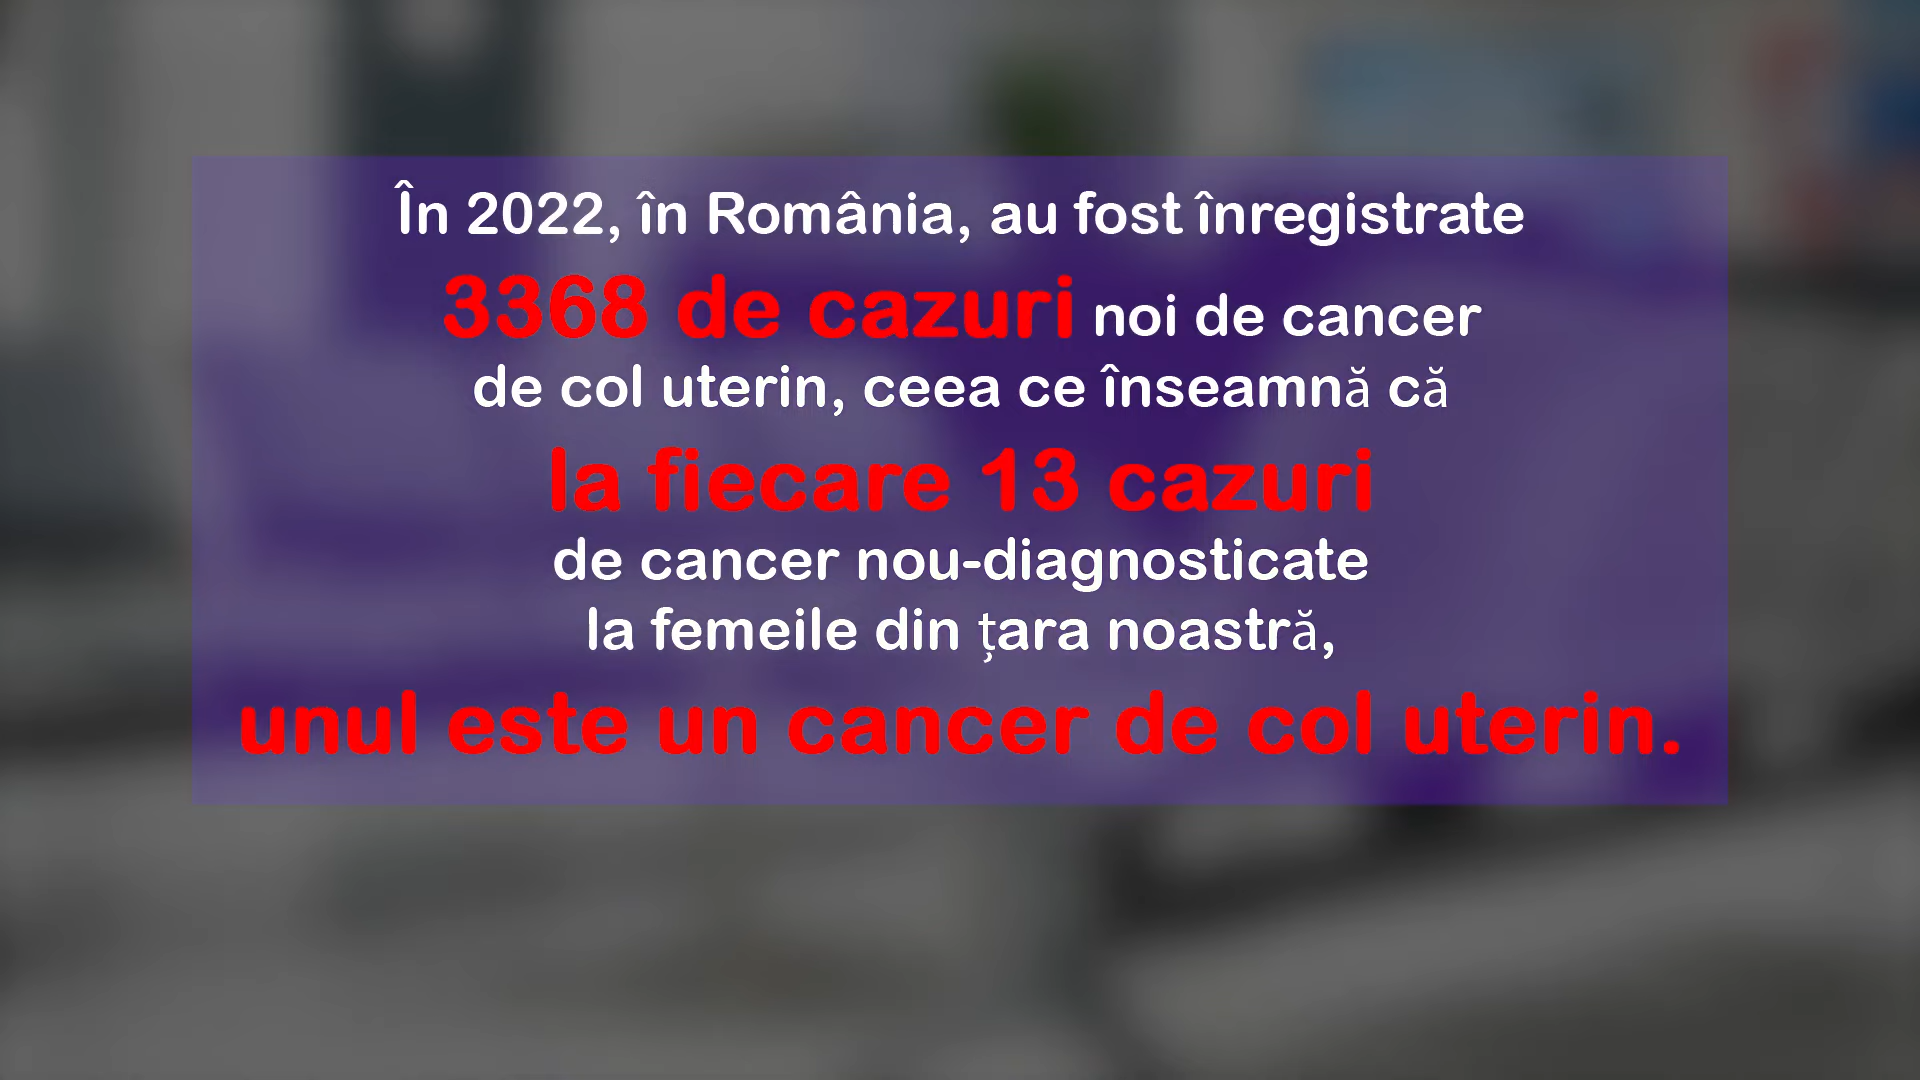 În 2022, în România, au fost înregistrate
3368 de cazuri noi de cancer
de col uterin, ceea ce înseamnă că
la fiecare 13 cazuri
de cancer nou-diagnosticate
la femeile din ţara noastră,
unul este un cancer de col uterin.